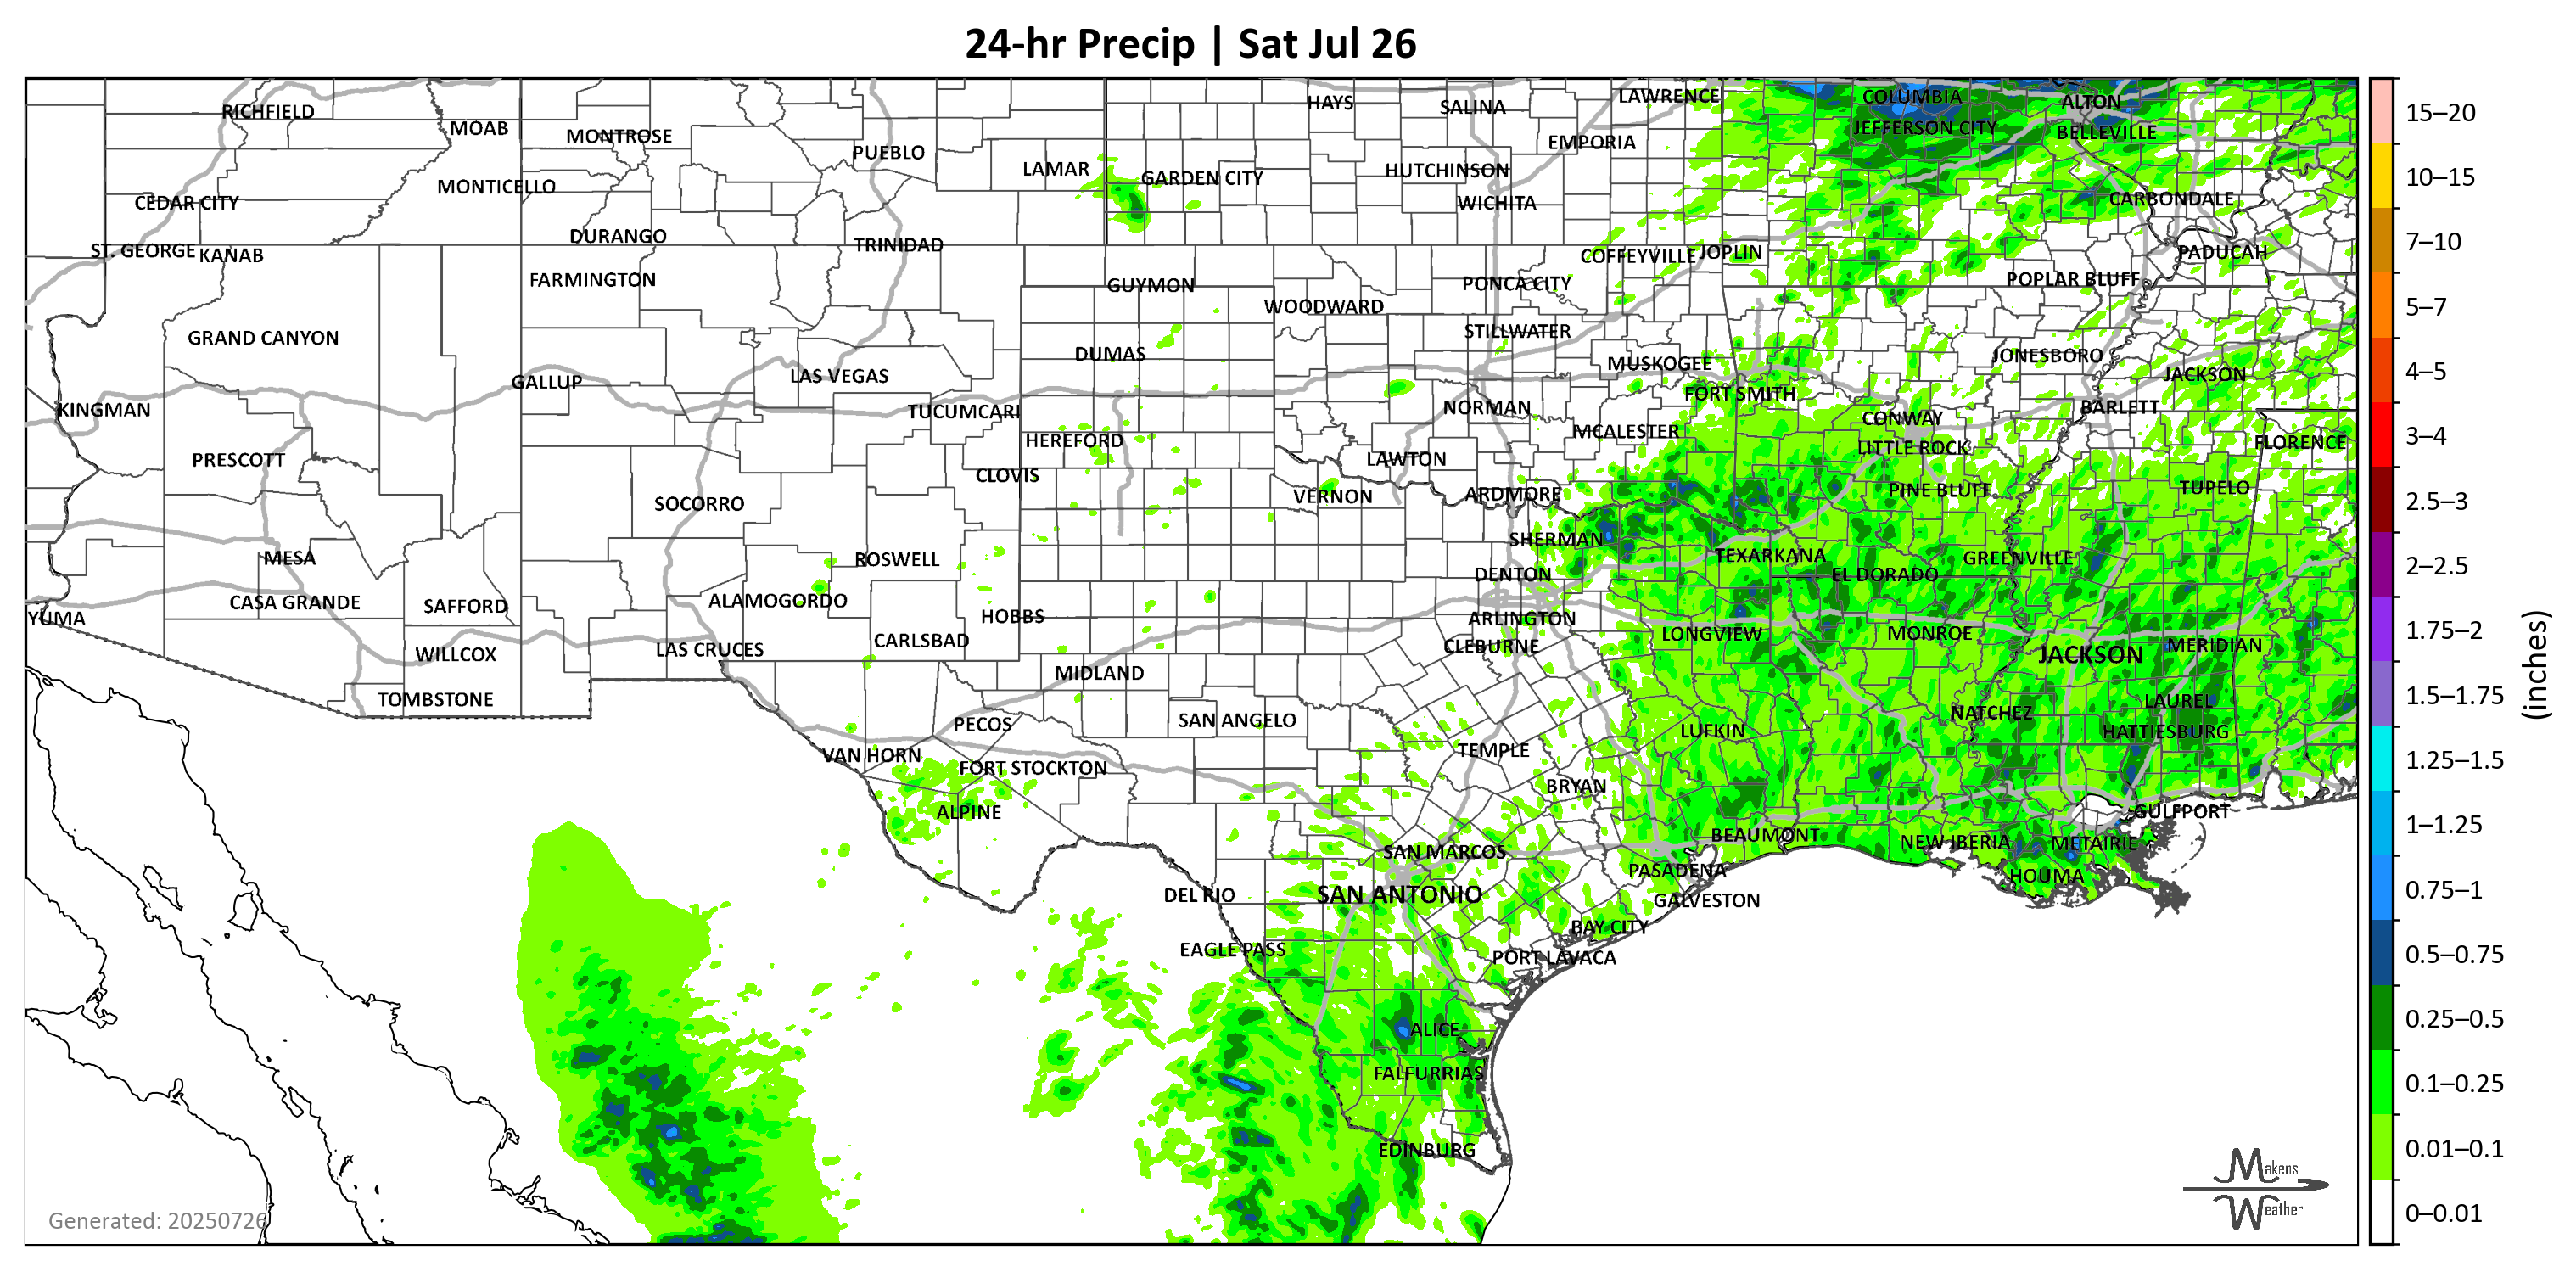 24-hr Precip | Sat Jul 26
RICHFIELD
MOAB
MONTROSE
PUEBLO
LAMAR
HAYS
SALINA
LAWRENCE
COLUMBIA
ALTON
EMPORIA
JEFFERSON CITY
BELLEVILLE
CEDAR CITY
MONTICELLO
GARDEN CITY
HUTCHINSON
WICHITA
CARBONDALE
ST. GEORGE
KANAB
DURANGO
TRINIDAD
COFFEYVILLE
JOPLIN
PADUCAH
FARMINGTON
GUYMON
WOODWARD
PONCA CITY
POPLAR BLUFF
GRAND CANYON
DUMAS
STILLWATER
MUSKOGEE
JONESBORO
JACKSON
KINGMAN
GALLUP
LAS VEGAS
TUCUMCARI
NORMAN
FORT SMITH
CONWAY
BARLETT
PRESCOTT
HEREFORD
CLOVIS
LAWTON
MCALESTER
LITTLE ROCK
FLORENCE
SOCORRO
VERNON
ARDMORE
PINE BLUFF
TUPELO
MESA
ROSWELL
SHERMAN
TEXARKANA
GREENVILLE
DENTON
EL DORADO
YUMA
CASA GRANDE
SAFFORD
ALAMOGORDO
HOBBS
ARLINGTON
WILLCOX
LAS CRUCES
CARLSBAD
CLEBURNE
LONGVIEW
MONROE
JACKSON
MERIDIAN
TOMBSTONE
MIDLAND
PECOS
SAN ANGELO
LAUREL
NATCHEZ
HATTIESBURG
VAN HORN
FORT STOCKTON
TEMPLE
LUFKIN
ALPINE
BRYAN
GULFPORT
SAN MARCOS
BEAUMONT
NEW IBERIA
METAIRIE
DEL RIO
SAN ANTONIO
PASADENA
GALVESTON
HOUMA
EAGLE PASS
BAY CITY
PORT LAVACA
ALICE
FALFURRIAS
EDINBURG
15–20
10–15
7–10
5–7
4–5
3–4
2.5–3
2–2.5
1.75–2
1.5–1.75
1.25–1.5
1–1.25
0.75–1
0.5–0.75
0.25–0.5
0.1–0.25
0.01–0.1
0–0.01
(inches)
Makens
Weather
Generated: 20250726